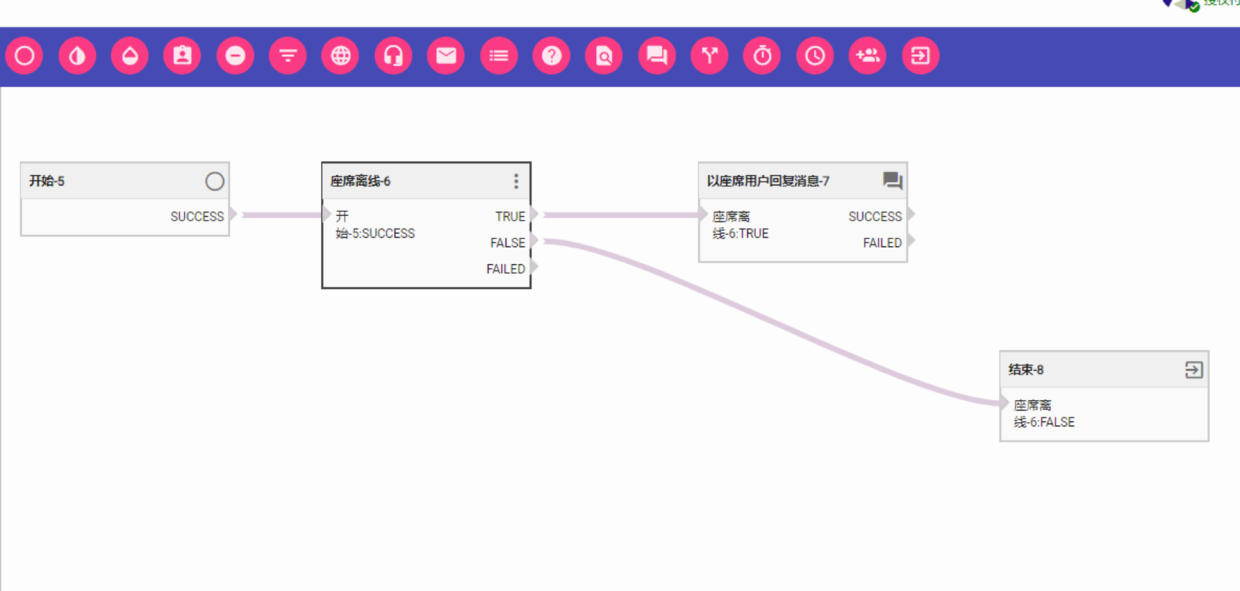 开始-5
SUCCESS
座席离线-6
开
始-5:SUCCESS
TRUE
FALSE
FAILED
以座席用户回复消息-7
座席离
线-6:TRUE
SUCCESS
FAILED
结束-8
座席离
线-6:FALSE